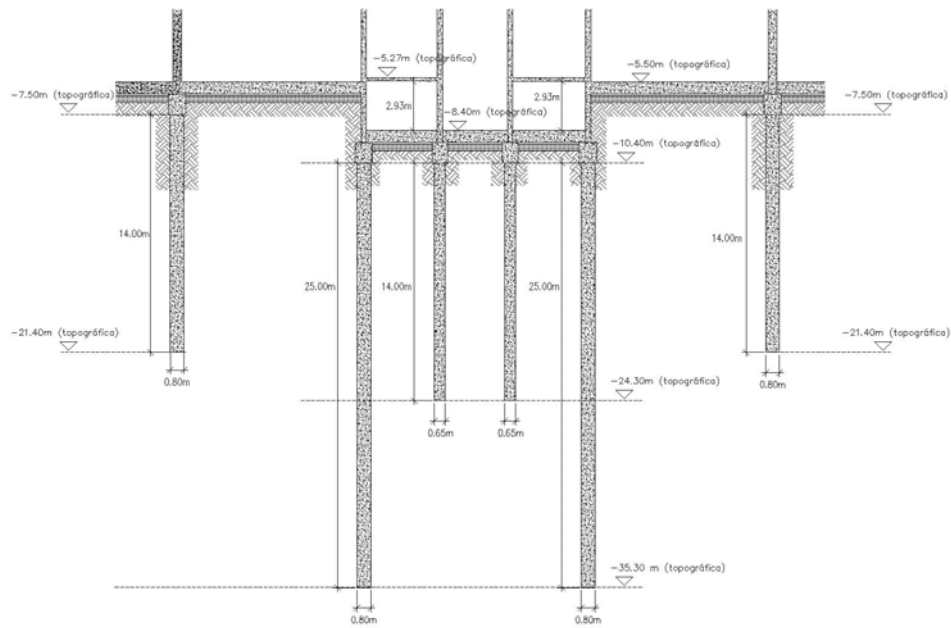 -5.27m (topográfica)
-5.50m (topográfica)
-7.50m (topográfica)
2.93m
2.93m
-7.50m (topográfica)
-8.40m (topográfica)
-10.40m (topográfica)
14.00m
14.00m
25.00m
14.00m
25.00m
-21.40m (topográfica)
-21.40m (topográfica)
0.80m
0.80m
-24.30m (topográfica)
0.65m
0.65m
-35.30 m (topográfica)
0.80m
0.80m